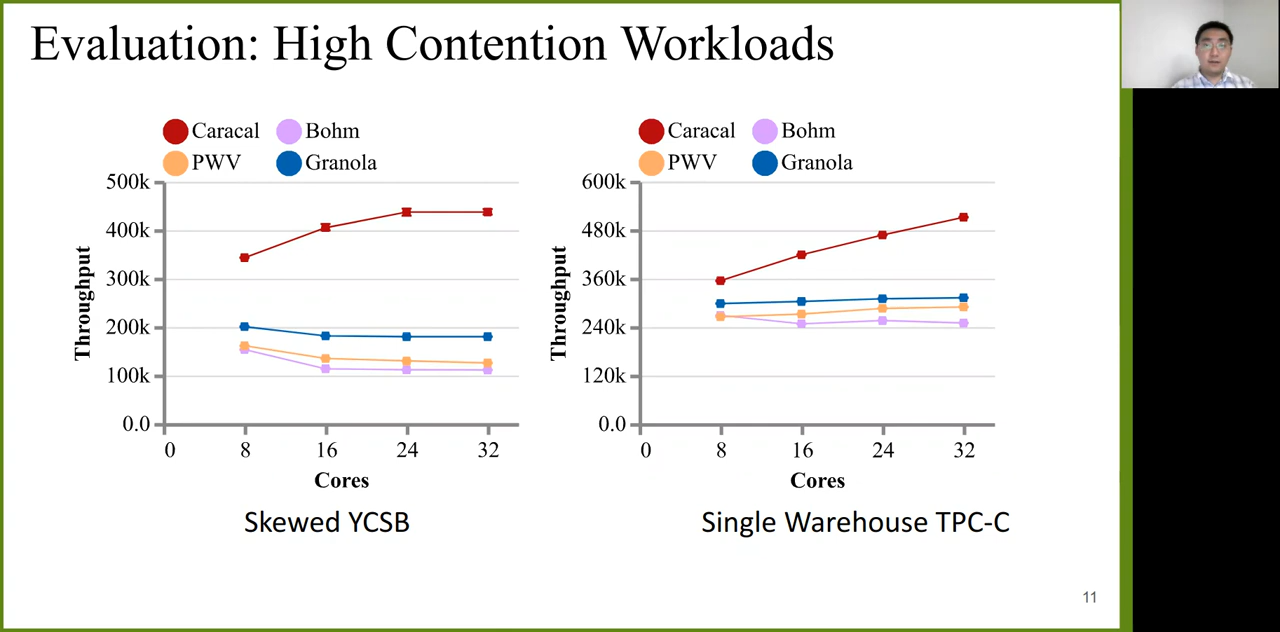 Evaluation: High Contention Workloads
Caracal Bohm
PWV Granola
500k
400k
300k
200k
100k
0.0
Throughput
0 8 16 24 32
Cores
Skewed YCSB
Caracal Bohm
PWV Granola
600k
480k
360k
240k
120k
0.0
Throughput
0 8 16 24 32
Cores
Single Warehouse TPC-C
11